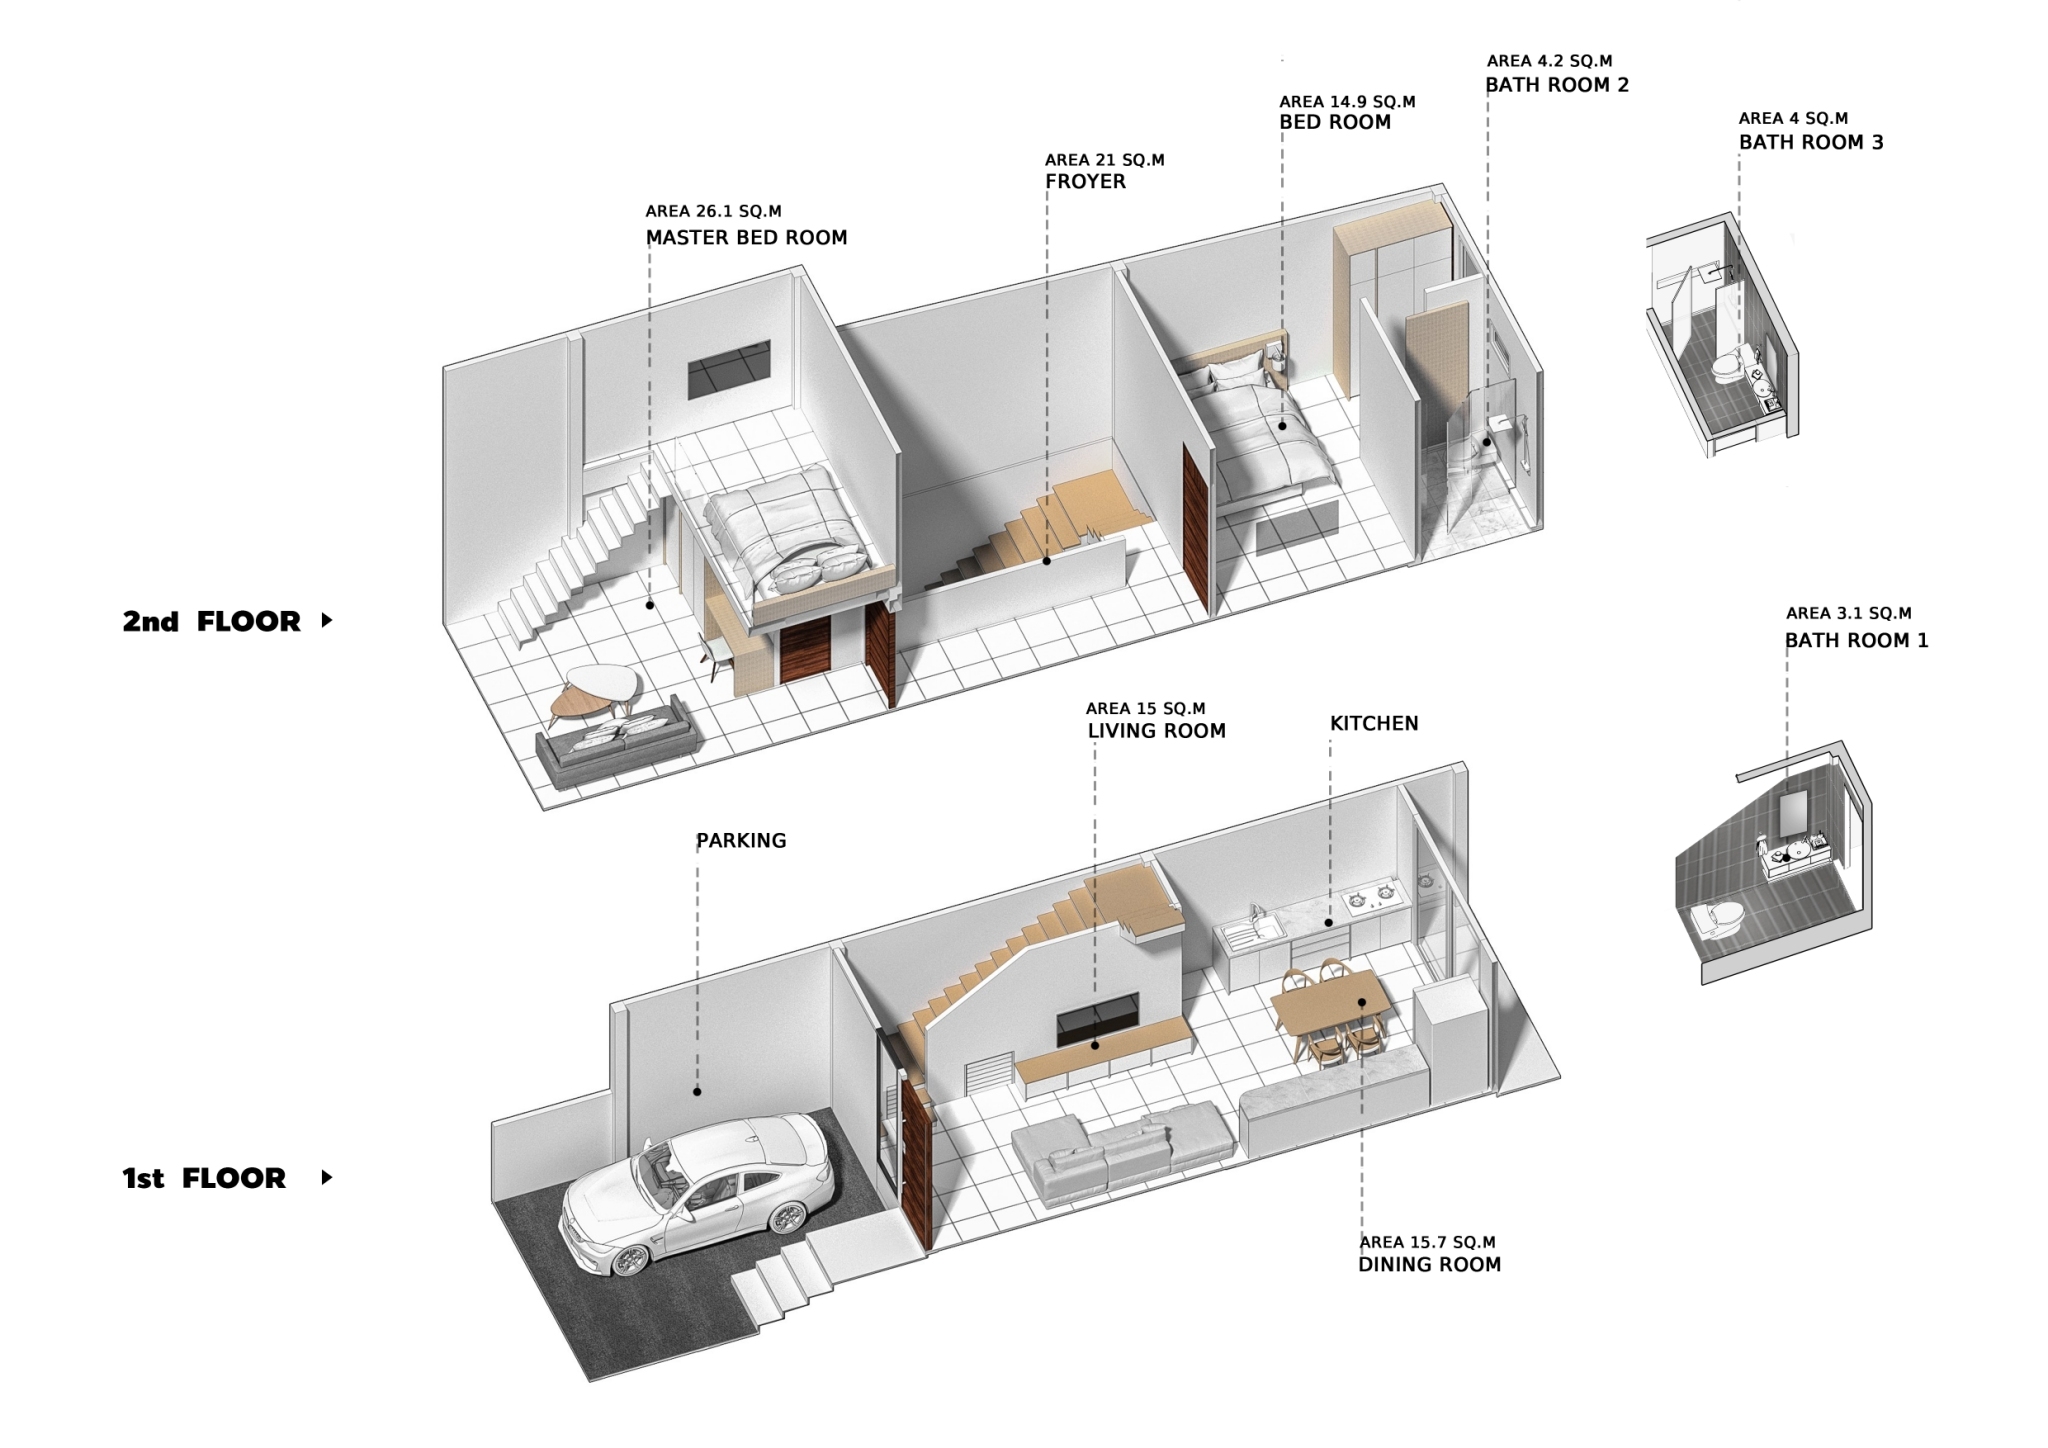 AREA 4.2 SQ.M
BATH ROOM 2
AREA 14.9 SQ.M
BED ROOM
AREA 4 SQ.M
BATH ROOM 3
AREA 21 SQ.M
FROYER
AREA 26.1 SQ.M
MASTER BED ROOM
2nd FLOOR
AREA 3.1 SQ.M
BATH ROOM 1
AREA 15 SQ.M
LIVING ROOM
KITCHEN
PARKING
1st FLOOR
AREA 15.7 SQ.M
DINING ROOM